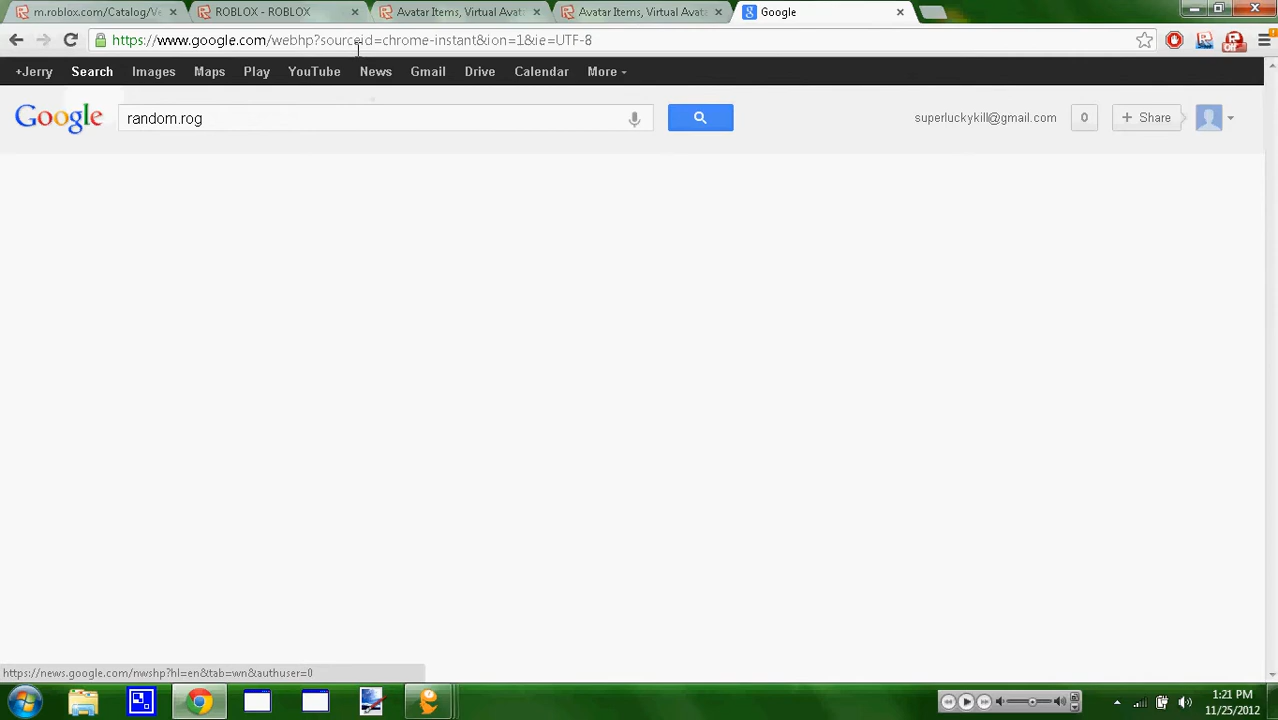 m.roblox.com/Catalog/Ve
ROBLOX - ROBLOX
Avatar Items, Virtual Avat
Avatar Items, Virtual Avata
Google
https://www.google.com/webhp?sourceid=chrome-instant&ion=1&ie=UTF-8
+Jerry Search Images Maps Play YouTube News Gmail Drive Calendar More
Google
random.rog
superluckykill@gmail.com
0
+ Share
https://news.google.com/nwshp?hl=en&tab=wn&authuser=0
1:21 PM
11/25/2012